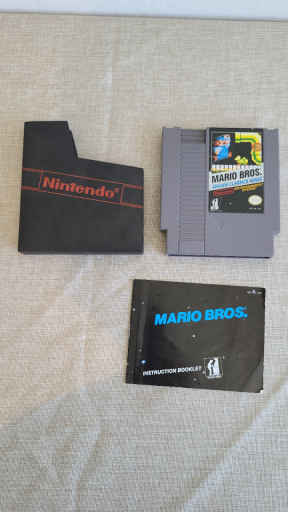 Nintendo®
MARIO BROS.
ARCADE CLASSICS SERIES
MARIO BROS.
INSTRUCTION BOOKLET